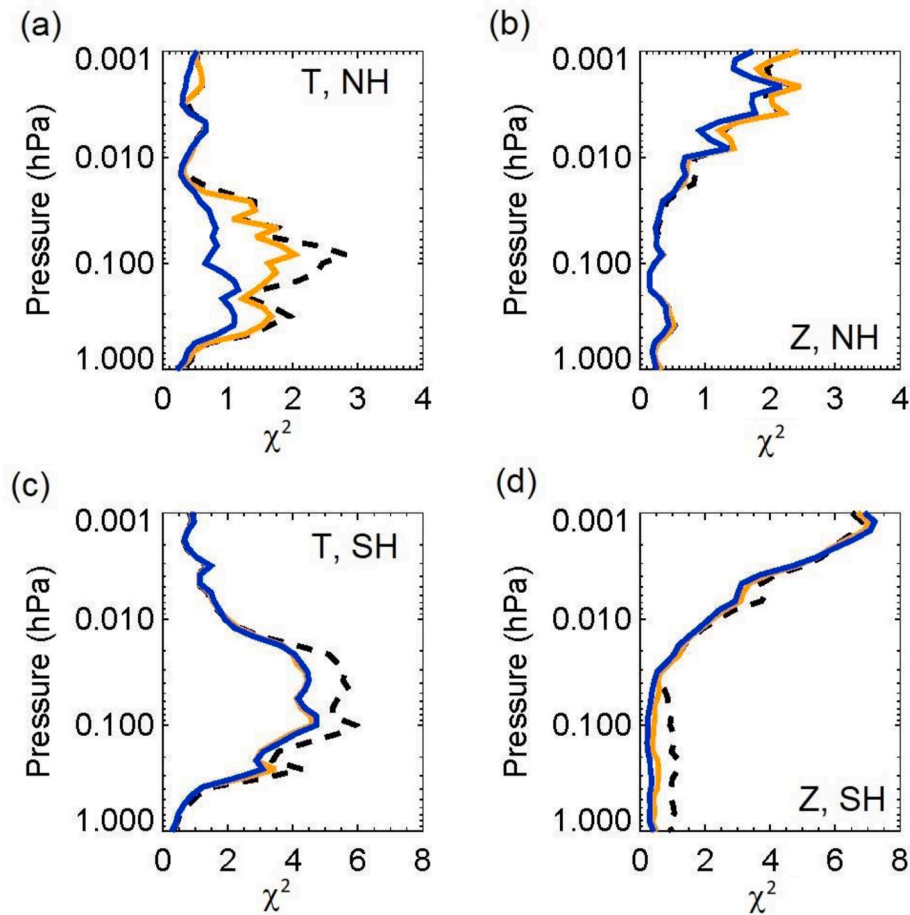 (a)
T, NH
0.001
0.010
0.100
1.000
Pressure (hPa)
0 1 2 3 4
χ²
(b)
Z, NH
0.001
0.010
0.100
1.000
Pressure (hPa)
0 1 2 3 4
χ²
(c)
T, SH
0.001
0.010
0.100
1.000
Pressure (hPa)
0 2 4 6 8
χ²
(d)
Z, SH
0.001
0.010
0.100
1.000
Pressure (hPa)
0 2 4 6 8
χ²